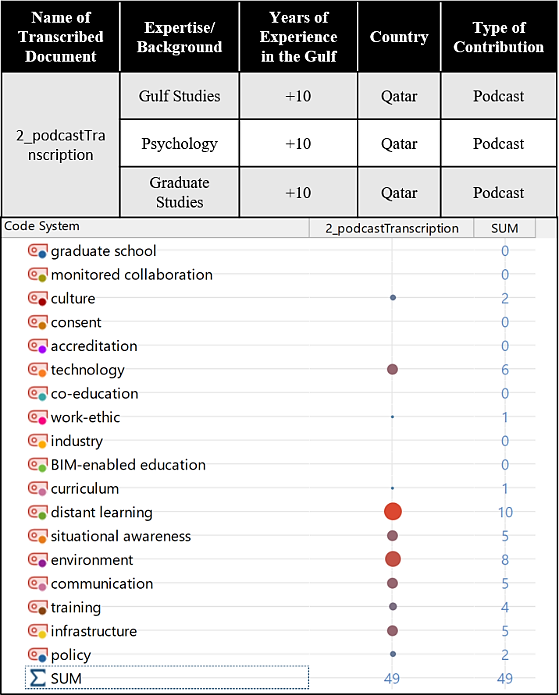 Name of Transcribed Document Expertise/ Background Years of Experience in the Gulf Country Type of Contribution
2_podcastTra
nscription
Gulf Studies +10 Qatar Podcast
Psychology +10 Qatar Podcast
Graduate Studies +10 Qatar Podcast
Code System 2_podcastTranscription SUM
graduate school 0
monitored collaboration 0
culture 2
consent 0
accreditation 0
technology 6
co-education 0
work-ethic 1
industry 0
BIM-enabled education 0
curriculum 1
distant learning 10
situational awareness 5
environment 8
communication 5
training 4
infrastructure 5
policy 2
Σ SUM 49 49